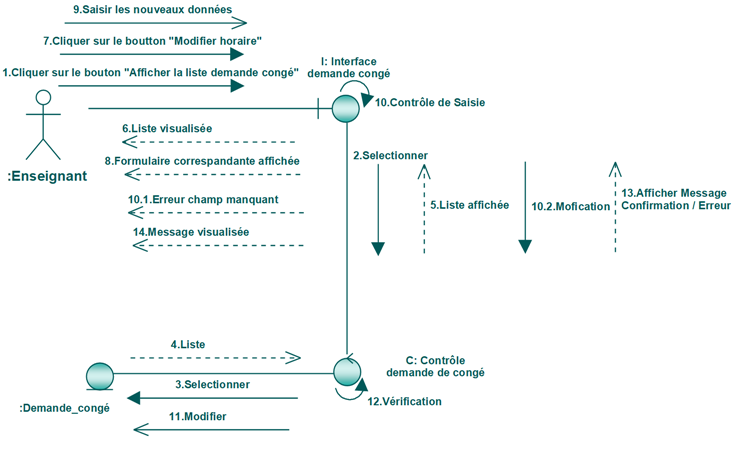 9.Saisir les nouveaux données
7.Cliquer sur le boutton "Modifier horaire"
1.Cliquer sur le bouton "Afficher la liste demande congé"
I: Interface
demande congé
10.Contrôle de Saisie
:Enseignant
6.Liste visualisée
8.Formulaire correspandante affichée
10.1.Erreur champ manquant
14.Message visualisée
2.Selectionner
5.Liste affichée
10.2.Mofication
13.Afficher Message
Confirmation / Erreur
4.Liste
C: Contrôle
demande de congé
3.Selectionner
12.Vérification
:Demande_congé
11.Modifier